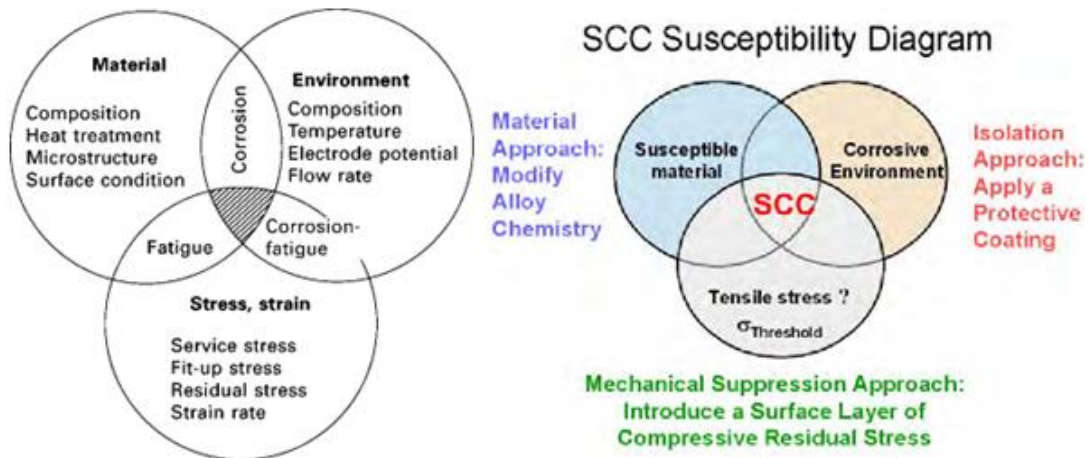 Material
Composition
Heat treatment
Microstructure
Surface condition
Corrosion
Environment
Composition
Temperature
Electrode potential
Flow rate
Fatigue
Corrosion-
fatigue
Stress, strain
Service stress
Fit-up stress
Residual stress
Strain rate
SCC Susceptibility Diagram
Material
Approach:
Modify
Alloy
Chemistry
Susceptible
material
Corrosive
Environment
SCC
Isolation
Approach:
Apply a
Protective
Coating
Tensile stress ?
σThreshold
Mechanical Suppression Approach:
Introduce a Surface Layer of
Compressive Residual Stress